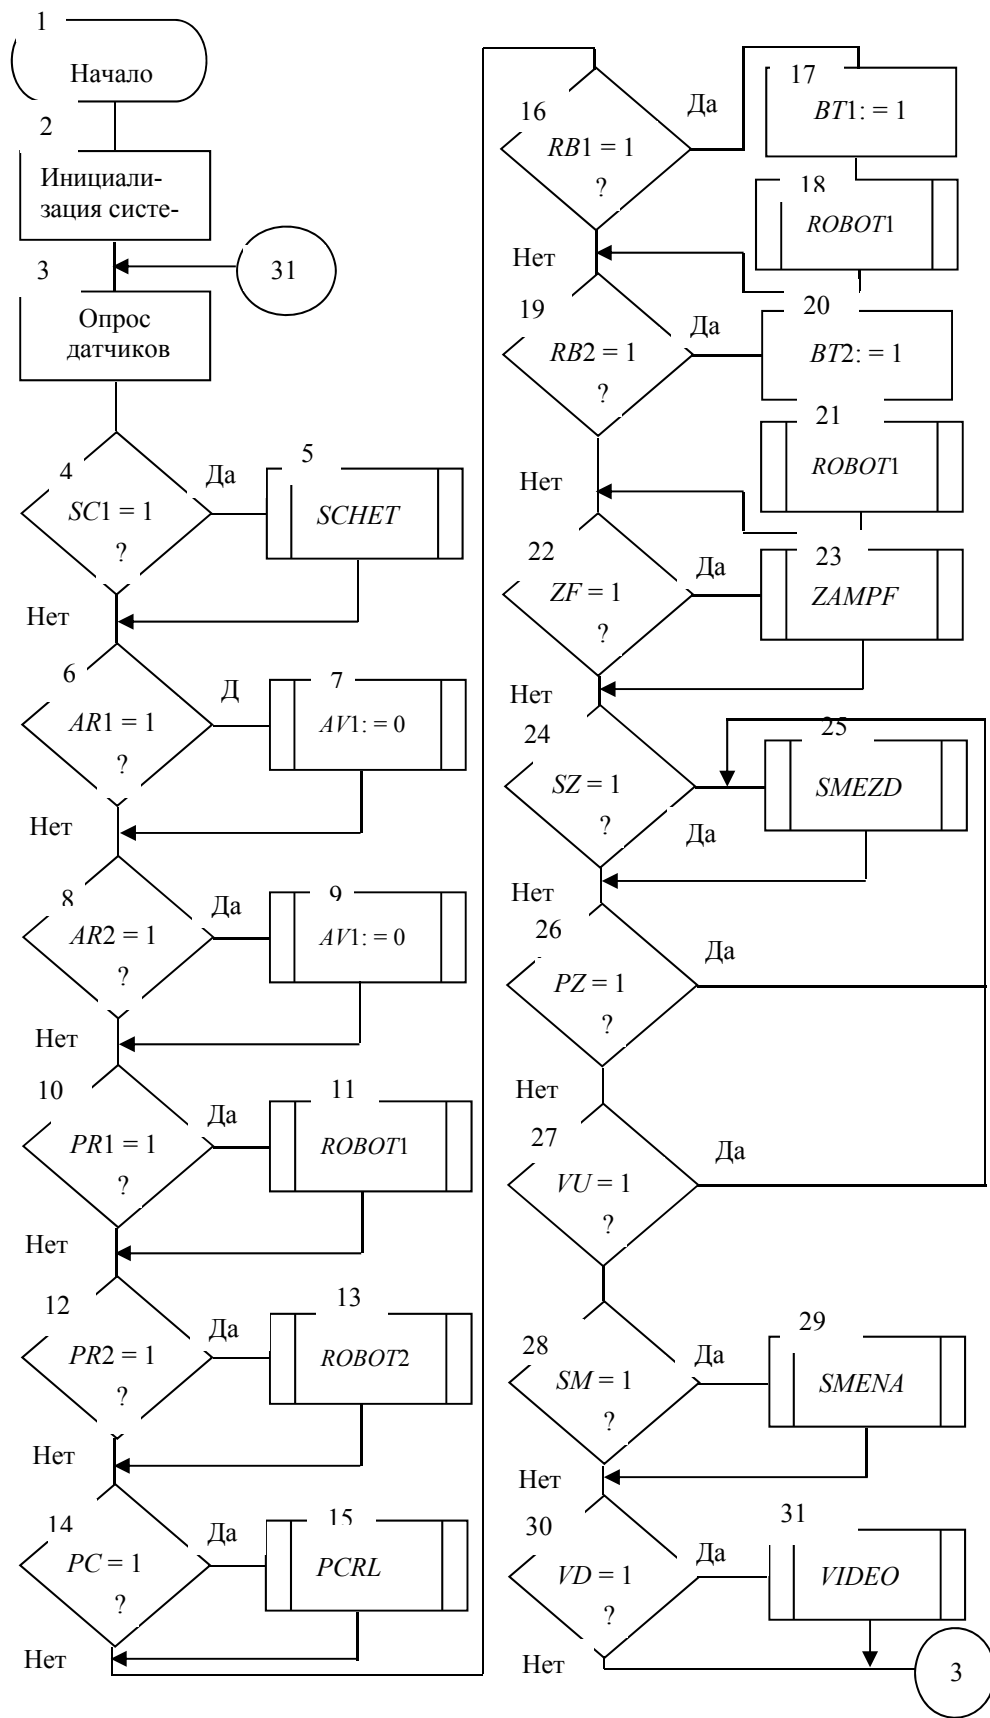 1
Начало
2
Инициали-
зация систе-
31
3
Опрос
датчиков
4
Да
5
SC1 = 1
?
SCHET
Нет
6
Д
7
AR1 = 1
?
AV1: = 0
Нет
8
Да
9
AR2 = 1
?
AV1: = 0
Нет
10
Да
11
PR1 = 1
?
ROBOT1
Нет
12
Да
13
PR2 = 1
?
ROBOT2
Нет
14
Да
15
PC = 1
?
PCRL
Нет
16
Да
17
RB1 = 1
?
BT1: = 1
18
ROBOT1
Нет
19
Да
20
RB2 = 1
?
BT2: = 1
21
ROBOT1
Нет
22
Да
23
ZF = 1
?
ZAMPF
Нет
24
25
SZ = 1
?
SMEZD
Да
Нет
26
Да
PZ = 1
?
Нет
27
Да
VU = 1
?
28
Да
29
SM = 1
?
SMENA
Нет
30
Да
31
VD = 1
?
VIDEO
Нет
3